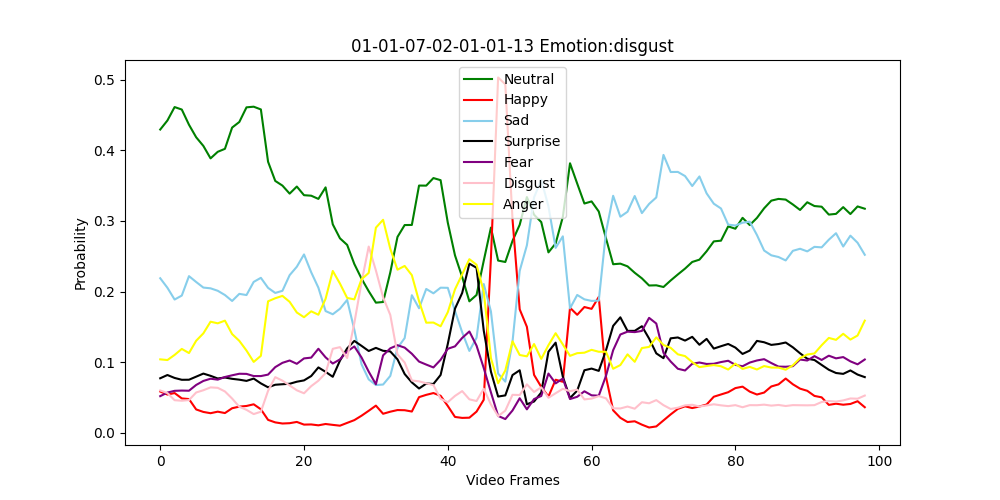 01-01-07-02-01-01-13 Emotion:disgust
Neutral
Happy
Sad
Surprise
Fear
Disgust
Anger
Probability
0.5
0.4
0.3
0.2
0.1
0.0
0 20 40 60 80 100
Video Frames